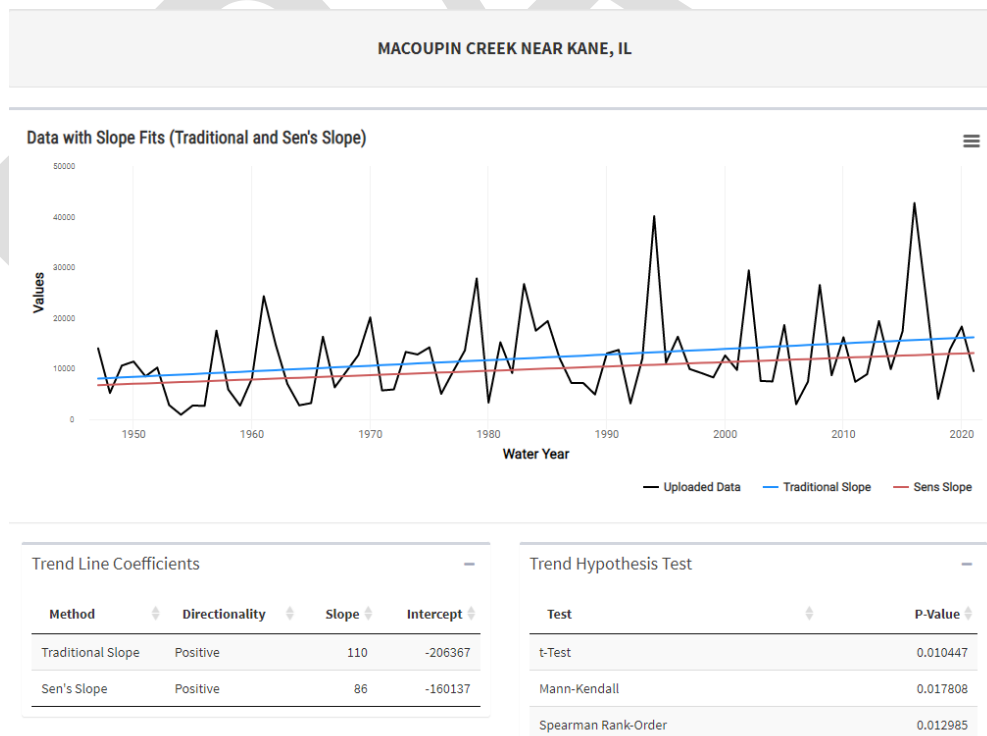 MACOUPIN CREEK NEAR KANE, IL
Data with Slope Fits (Traditional and Sen's Slope)
50000
40000
30000
20000
10000
0
Values
1950 1960 1970 1980 1990 2000 2010 2020
Water Year
Uploaded Data Traditional Slope Sens Slope
Trend Line Coefficients
Method Directionality Slope Intercept
Traditional Slope Positive 110 -206367
Sen's Slope Positive 86 -160137
Trend Hypothesis Test
Test P-Value
t-Test 0.010447
Mann-Kendall 0.017808
Spearman Rank-Order 0.012985